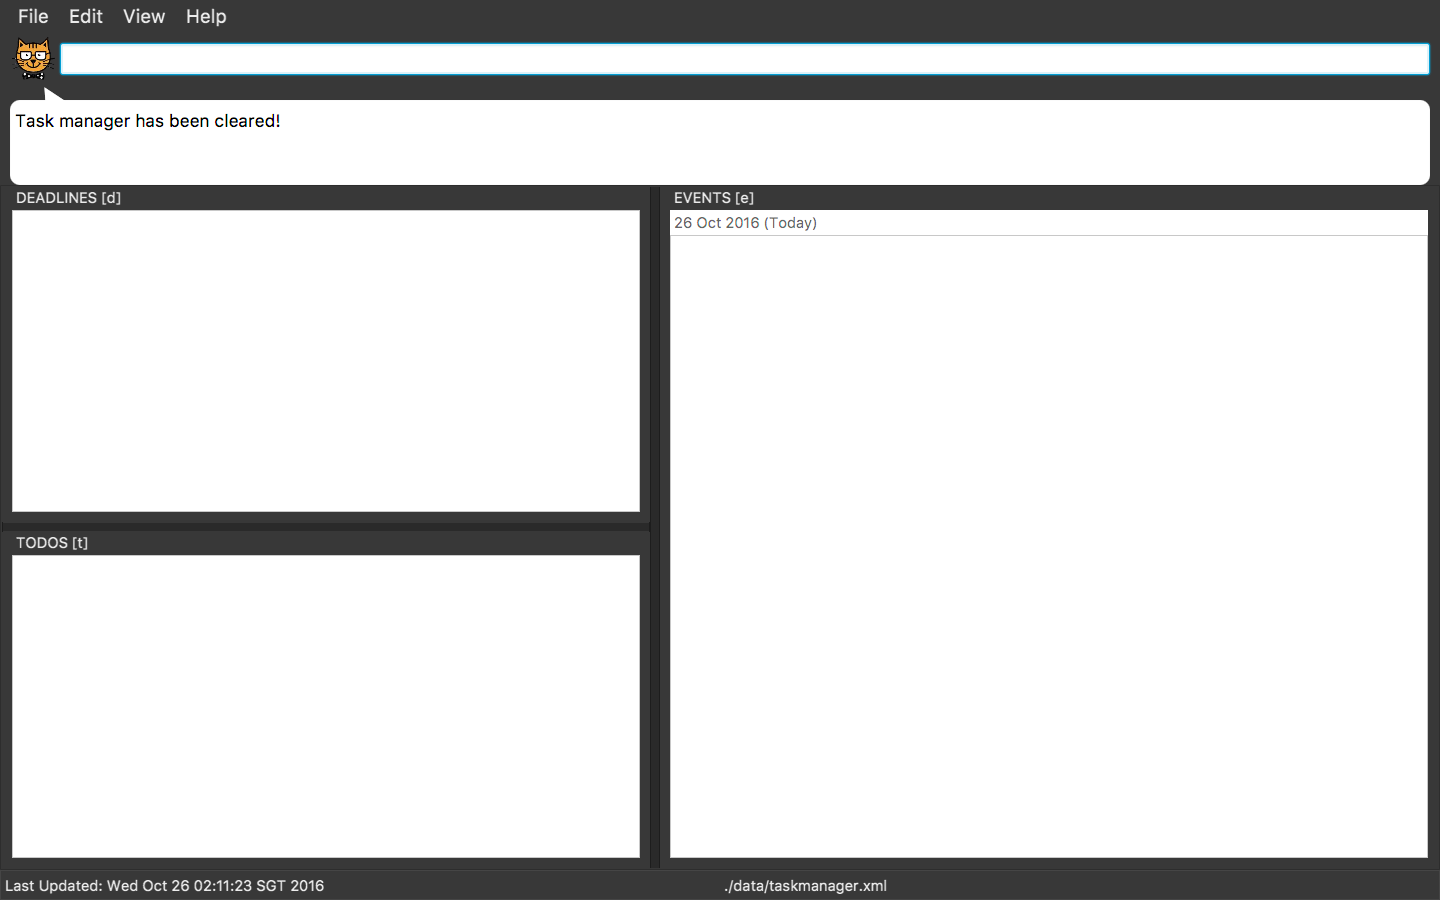 File Edit View Help
Task manager has been cleared!
DEADLINES [d]
TODOS [t]
EVENTS [e]
26 Oct 2016 (Today)
Last Updated: Wed Oct 26 02:11:23 SGT 2016
./data/taskmanager.xml